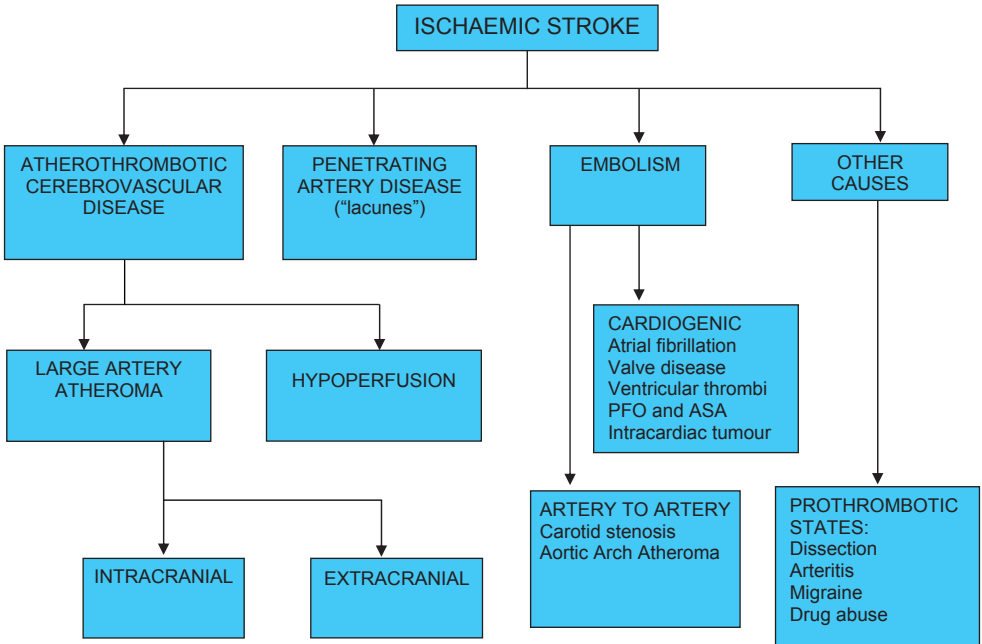 ISCHAEMIC STROKE
ATHEROTHROMBOTIC
CEREBROVASCULAR
DISEASE
PENETRATING
ARTERY DISEASE
(“lacunes”)
EMBOLISM
OTHER
CAUSES
LARGE ARTERY
ATHEROMA
HYPOPERFUSION
CARDIOGENIC
Atrial fibrillation
Valve disease
Ventricular thrombi
PFO and ASA
Intracardiac tumour
INTRACRANIAL
EXTRACRANIAL
ARTERY TO ARTERY
Carotid stenosis
Aortic Arch Atheroma
PROTHROMBOTIC
STATES:
Dissection
Arteritis
Migraine
Drug abuse